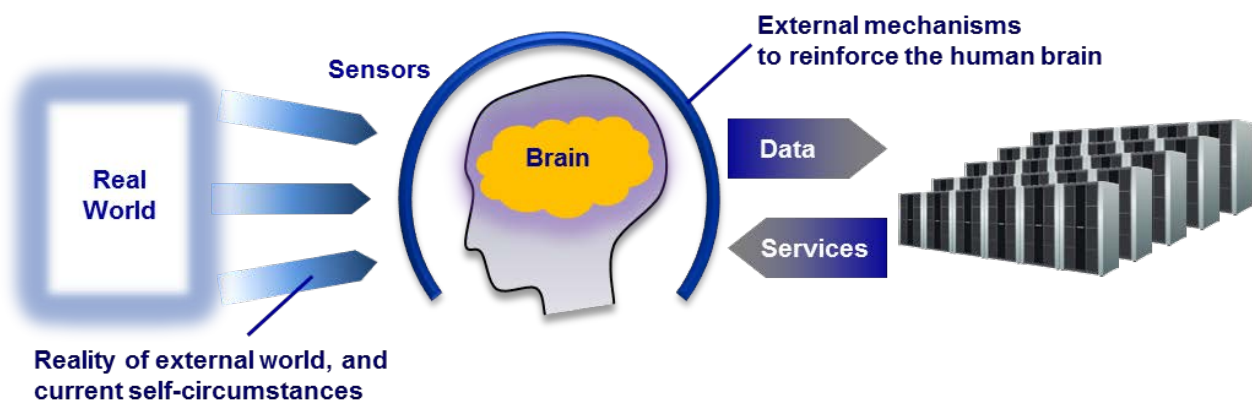 External mechanisms
to reinforce the human brain
Sensors
Real
World
Brain
Data
Services
Reality of external world, and
current self-circumstances